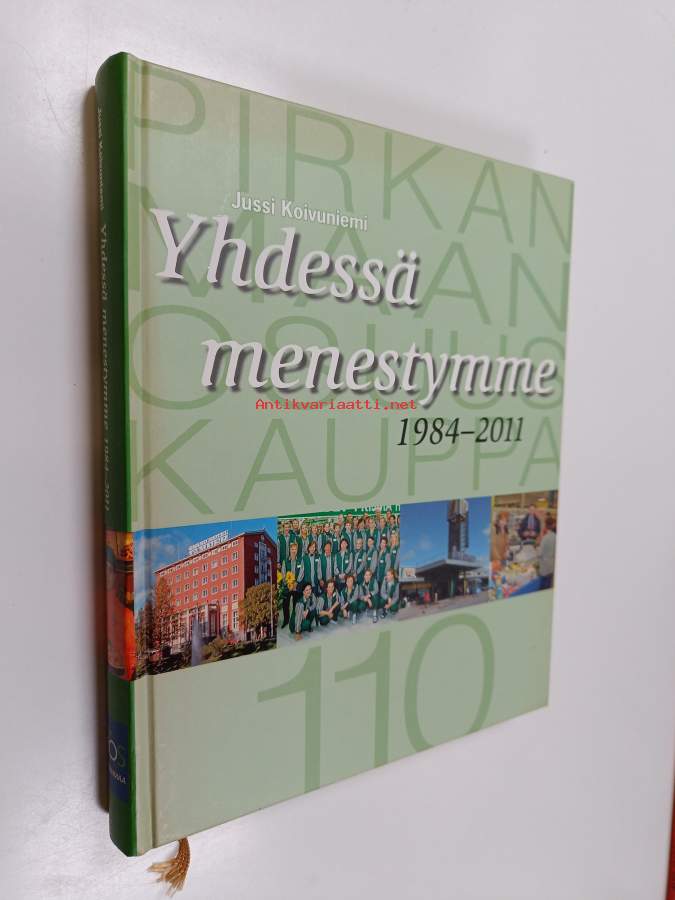 PIRKAN
MAAN
OSUUS
KAUPPA
Jussi Koivuniemi
Yhdessä
menestymme
1984–2011
110
Antikvariaatti.net
Jussi Koivuniemi Yhdessä menestymme 1984–2011